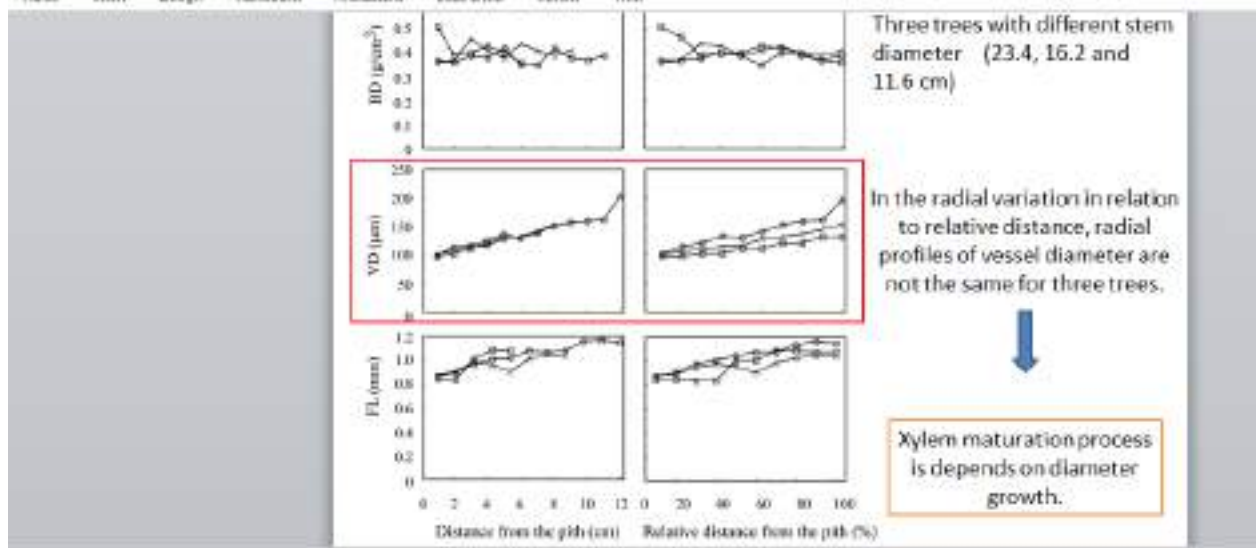 Three trees with different stem
diameter (23.4, 16.2 and
11.6 cm)
BD (g/cm³)
0.5
0.4
0.3
0.2
0.1
0
In the radial variation in relation
to relative distance, radial
profiles of vessel diameter are
not the same for three trees.
VD (μm)
250
200
150
100
50
0
FL (mm)
1.2
1.0
0.8
0.6
0.4
0.2
0
Xylem maturation process
is depends on diameter
growth.
0 2 4 6 8 10 12
0 20 40 60 80 100
Distance from the pith (cm)
Relative distance from the pith (%)